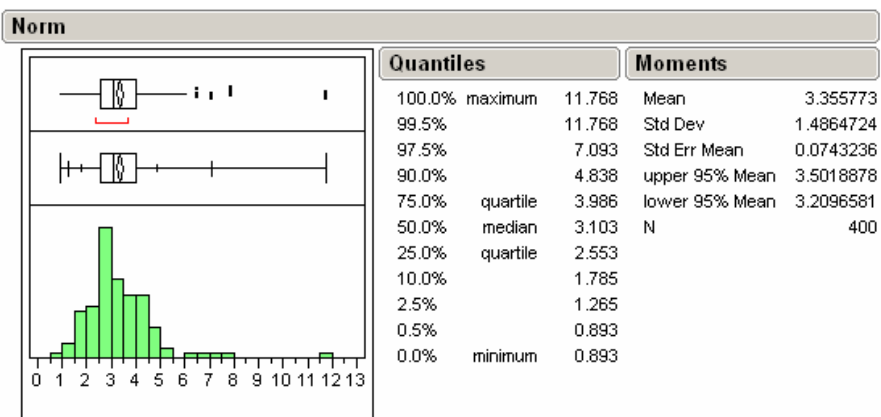 Norm
Quantiles
100.0% maximum 11.768
99.5% 11.768
97.5% 7.093
90.0% 4.838
75.0% quartile 3.986
50.0% median 3.103
25.0% quartile 2.553
10.0% 1.785
2.5% 1.265
0.5% 0.893
0.0% minimum 0.893
Moments
Mean 3.355773
Std Dev 1.4864724
Std Err Mean 0.0743236
upper 95% Mean 3.5018878
lower 95% Mean 3.2096581
N 400
0 1 2 3 4 5 6 7 8 9 10 11 12 13